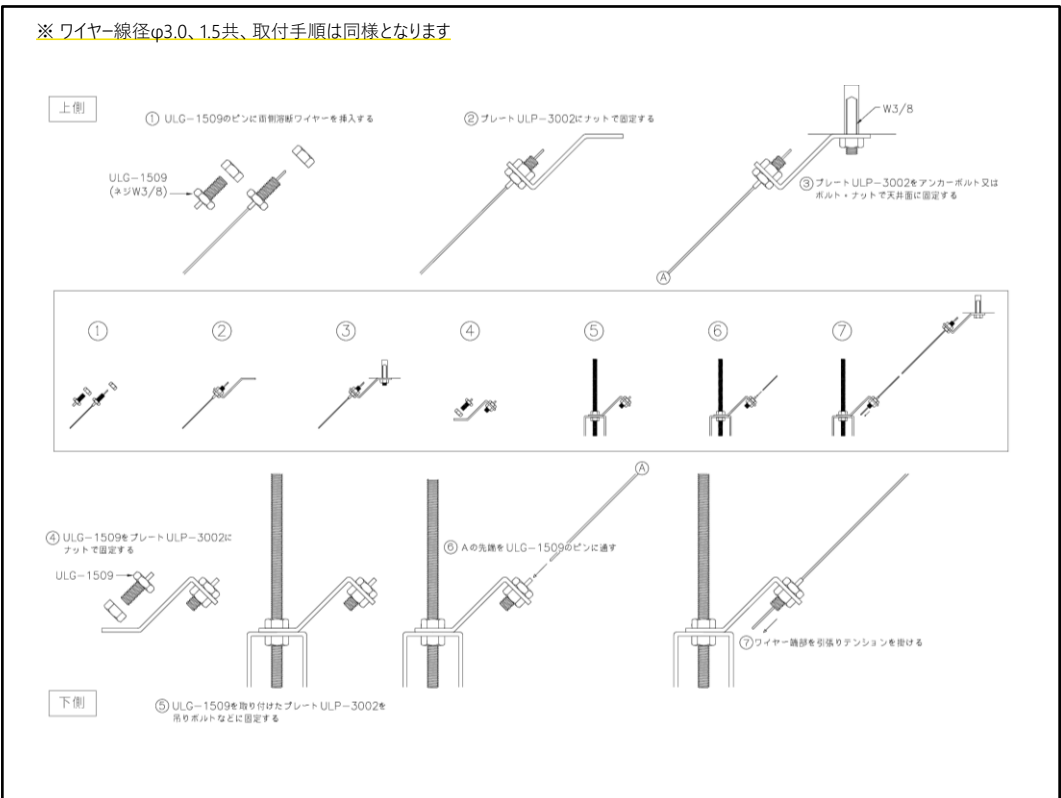 ※ ワイヤー線径φ3.0、1.5共、取付手順は同様となります
上側
① ULG-1509のピンに両側溶断ワイヤーを挿入する
ULG-1509
(ネジW3/8)
② プレートULP-3002にナットで固定する
W3/8
③ プレートULP-3002をアンカーボルト又は
ボルト・ナットで天井面に固定する
A
① ② ③ ④ ⑤ ⑥ ⑦
④ ULG-1509をプレートULP-3002に
ナットで固定する
ULG-1509
A
⑥ Aの先端をULG-1509のピンに通す
⑦ ワイヤー端部を引張りテンションを掛ける
下側
⑤ ULG-1509を取り付けたプレートULP-3002を
吊りボルトなどに固定する